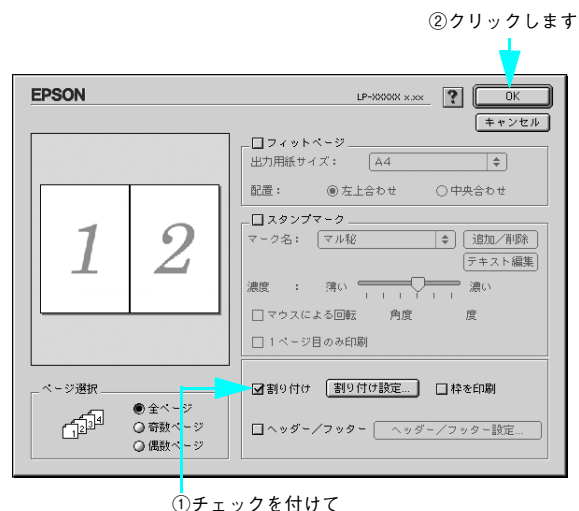 ②クリックします
EPSON
LP-XXXXX x.xx
?
OK
キャンセル
フィットページ
出力用紙サイズ： A4
配置： 左上合わせ 中央合わせ
スタンプマーク
マーク名： マル秘 追加／削除
テキスト編集
濃度 ： 薄い 濃い
マウスによる回転 角度 度
1ページ目のみ印刷
1 2
ページ選択
1 2 3 4
全ページ
奇数ページ
偶数ページ
割り付け 割り付け設定... 枠を印刷
ヘッダー／フッター ヘッダー／フッター設定...
①チェックを付けて